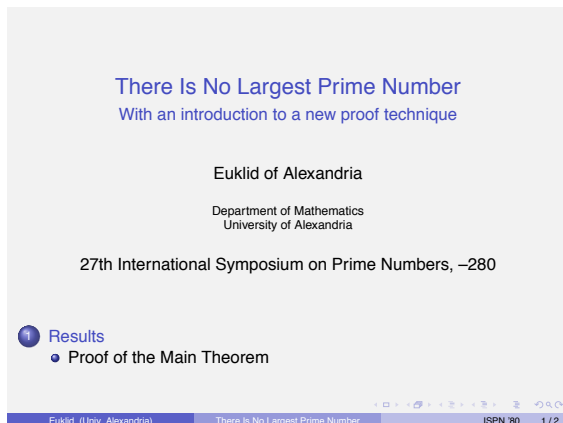 There Is No Largest Prime Number
With an introduction to a new proof technique
Euklid of Alexandria
Department of Mathematics
University of Alexandria
27th International Symposium on Prime Numbers, –280
1 Results
Proof of the Main Theorem
Euklid (Univ. Alexandria) There Is No Largest Prime Number ISPN '80 1 / 2